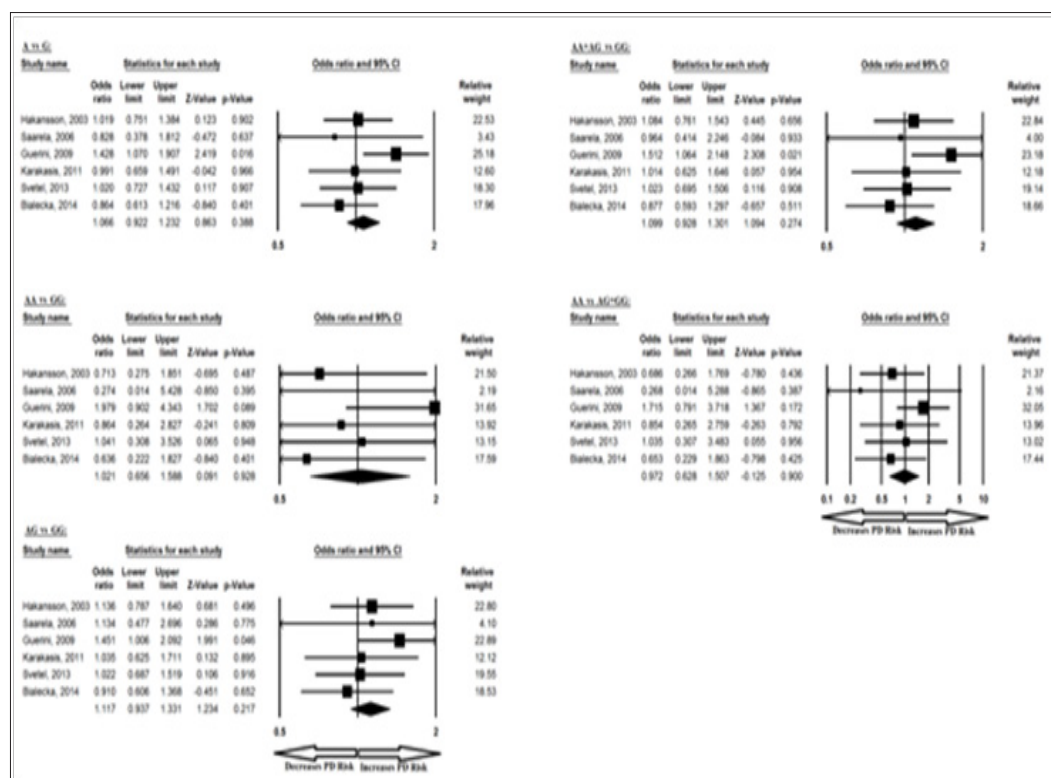 A vs G:
Study name Statistics for each study Odds ratio and 95% CI
Odds ratio Lower limit Upper limit Z-Value p-Value Relative weight
Hakansson, 2003 1.019 0.751 1.384 0.123 0.902 22.53
Saarela, 2006 0.828 0.378 1.812 -0.472 0.637 3.43
Guerini, 2009 1.428 1.070 1.907 2.419 0.016 25.18
Karakasis, 2011 0.991 0.659 1.491 -0.042 0.966 12.60
Svetel, 2013 1.020 0.727 1.432 0.117 0.907 18.30
Bialecka, 2014 0.864 0.613 1.216 -0.840 0.401 17.96
1.066 0.922 1.232 0.863 0.388
0.5 2
AA+AG vs GG:
Study name Statistics for each study Odds ratio and 95% CI
Odds ratio Lower limit Upper limit Z-Value p-Value Relative weight
Hakansson, 2003 1.084 0.761 1.543 0.445 0.656 22.84
Saarela, 2006 0.964 0.414 2.246 -0.084 0.933 4.00
Guerini, 2009 1.512 1.064 2.148 2.308 0.021 23.18
Karakasis, 2011 1.014 0.625 1.646 0.057 0.954 12.18
Svetel, 2013 1.023 0.695 1.506 0.116 0.908 19.14
Bialecka, 2014 0.877 0.593 1.297 -0.657 0.511 18.66
1.099 0.928 1.301 1.094 0.274
0.5 2
AA vs GG:
Study name Statistics for each study Odds ratio and 95% CI
Odds ratio Lower limit Upper limit Z-Value p-Value Relative weight
Hakansson, 2003 0.713 0.275 1.851 -0.695 0.487 21.50
Saarela, 2006 0.274 0.014 5.428 -0.850 0.395 2.19
Guerini, 2009 1.979 0.902 4.343 1.702 0.089 31.65
Karakasis, 2011 0.864 0.264 2.827 -0.241 0.809 13.92
Svetel, 2013 1.041 0.308 3.526 0.065 0.948 13.15
Bialecka, 2014 0.636 0.222 1.827 -0.840 0.401 17.59
1.021 0.656 1.588 0.091 0.928
0.5 2
AA vs AG+GG:
Study name Statistics for each study Odds ratio and 95% CI
Odds ratio Lower limit Upper limit Z-Value p-Value Relative weight
Hakansson, 2003 0.686 0.266 1.769 -0.780 0.436 21.37
Saarela, 2006 0.268 0.014 5.288 -0.865 0.387 2.16
Guerini, 2009 1.715 0.791 3.718 1.367 0.172 32.05
Karakasis, 2011 0.854 0.265 2.759 -0.263 0.792 13.96
Svetel, 2013 1.035 0.307 3.483 0.055 0.956 13.02
Bialecka, 2014 0.653 0.229 1.863 -0.798 0.425 17.44
0.972 0.628 1.507 -0.125 0.900
0.1 0.2 0.5 1 2 5 10
Decreases PD Risk Increases PD Risk
AG vs GG:
Study name Statistics for each study Odds ratio and 95% CI
Odds ratio Lower limit Upper limit Z-Value p-Value Relative weight
Hakansson, 2003 1.136 0.787 1.640 0.681 0.496 22.80
Saarela, 2006 1.134 0.477 2.696 0.286 0.775 4.10
Guerini, 2009 1.451 1.006 2.092 1.991 0.046 22.89
Karakasis, 2011 1.035 0.625 1.711 0.132 0.895 12.12
Svetel, 2013 1.022 0.687 1.519 0.106 0.916 19.55
Bialecka, 2014 0.910 0.606 1.368 -0.451 0.652 18.53
1.117 0.937 1.331 1.234 0.217
0.5 2
Decreases PD Risk Increases PD Risk